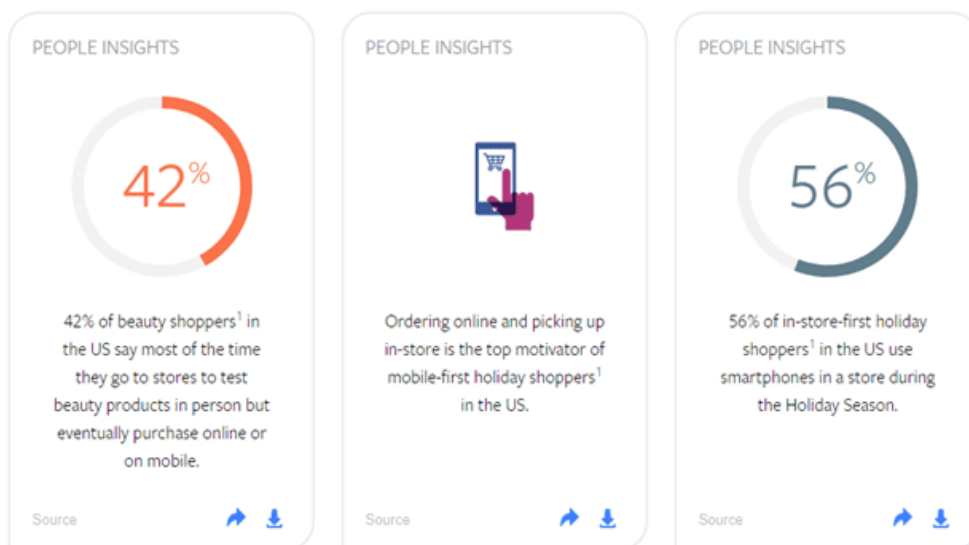 PEOPLE INSIGHTS
42%
42% of beauty shoppers¹ in
the US say most of the time
they go to stores to test
beauty products in person but
eventually purchase online or
on mobile.
Source
PEOPLE INSIGHTS
Ordering online and picking up
in-store is the top motivator of
mobile-first holiday shoppers¹
in the US.
Source
PEOPLE INSIGHTS
56%
56% of in-store-first holiday
shoppers¹ in the US use
smartphones in a store during
the Holiday Season.
Source